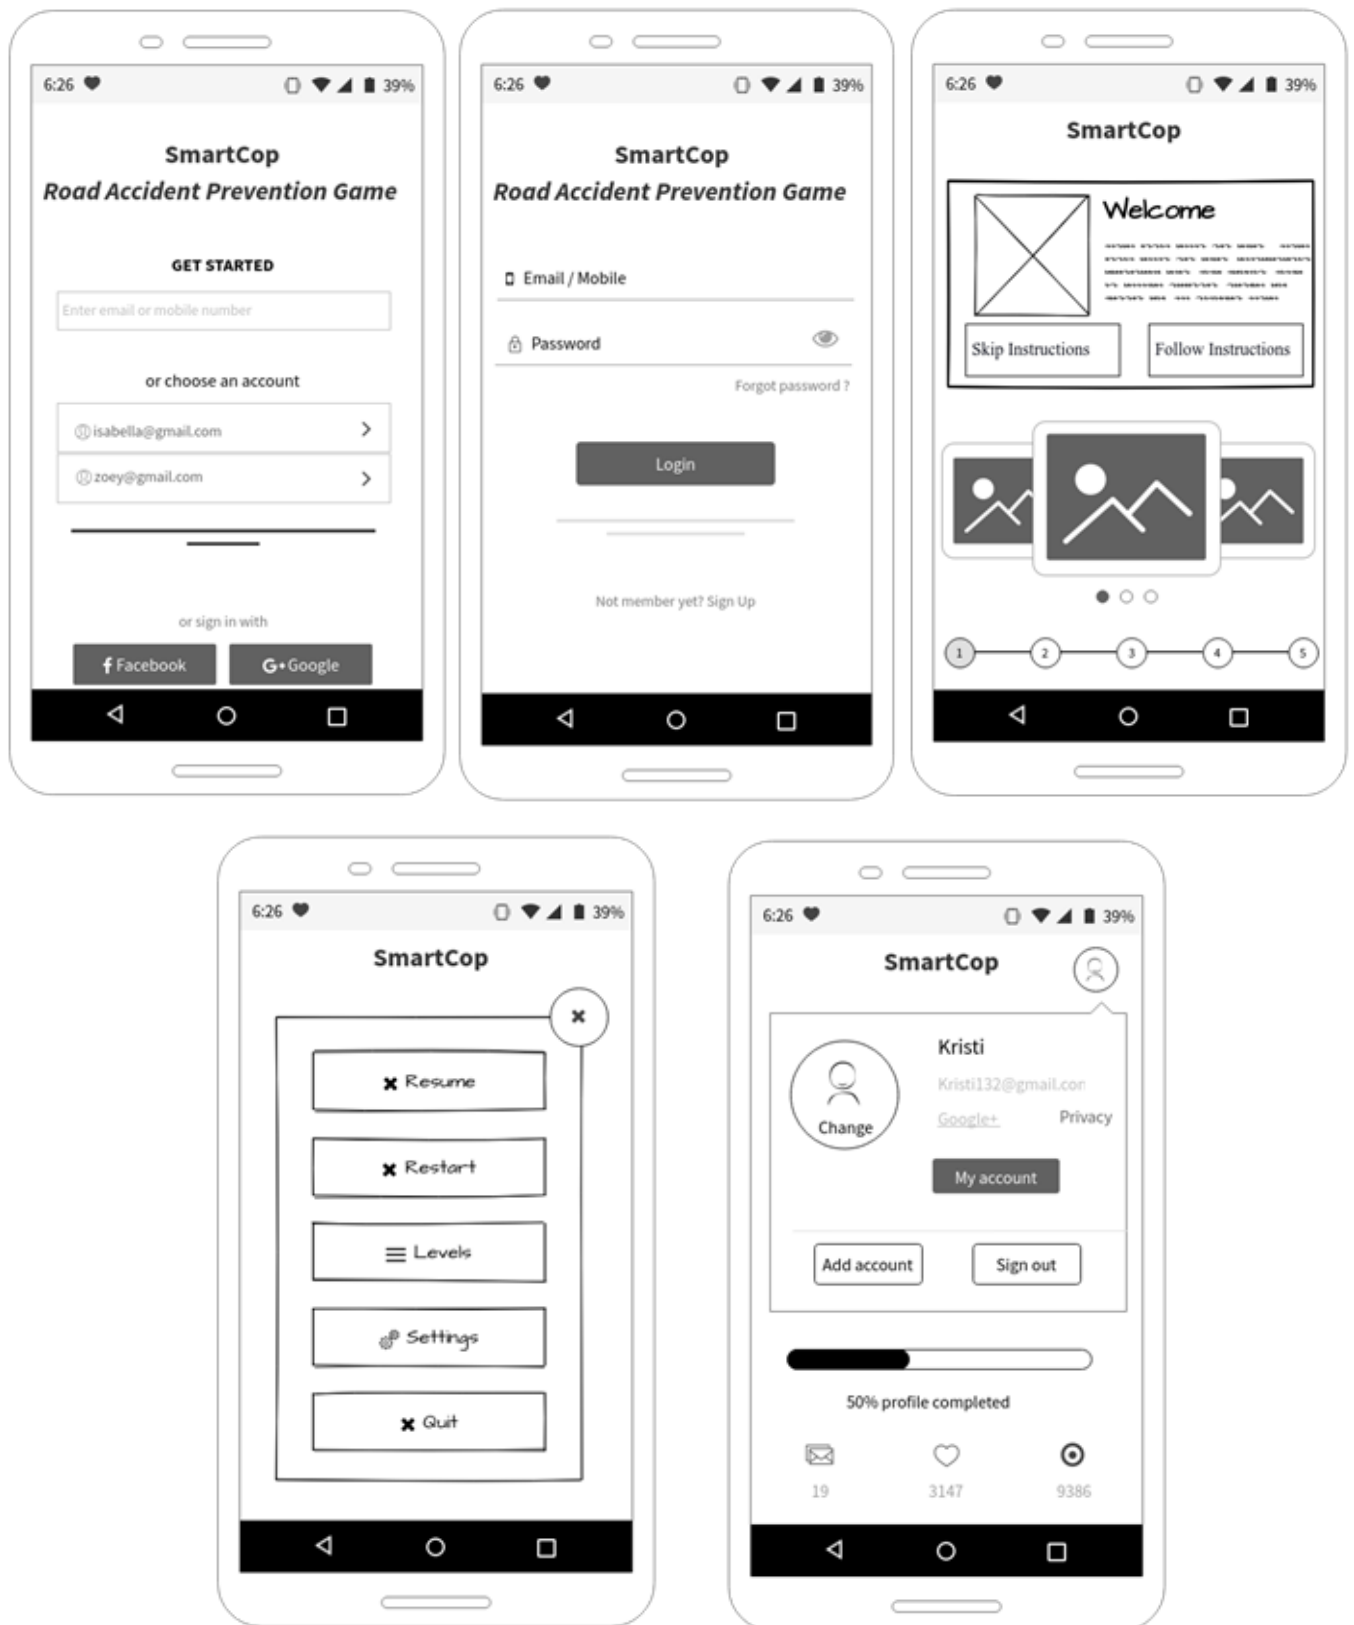 6:26 39%
SmartCop
Road Accident Prevention Game
GET STARTED
Enter email or mobile number
or choose an account
isabella@gmail.com
zoey@gmail.com
or sign in with
f Facebook G+ Google
6:26 39%
SmartCop
Road Accident Prevention Game
Email / Mobile
Password
Forgot password ?
Login
Not member yet? Sign Up
6:26 39%
SmartCop
Welcome
Skip Instructions Follow Instructions
1 2 3 4 5
6:26 39%
SmartCop
Resume
Restart
Levels
Settings
Quit
6:26 39%
SmartCop
Kristi
Kristi132@gmail.cor
Google+ Privacy
Change
My account
Add account Sign out
50% profile completed
19 3147 9386